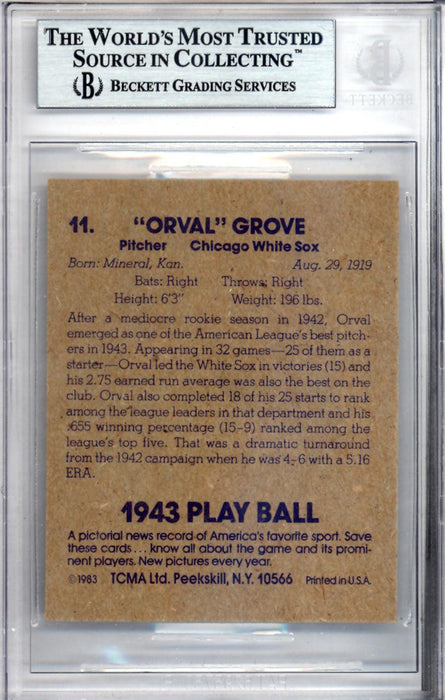 THE WORLD'S MOST TRUSTED
SOURCE IN COLLECTING™
B BECKETT GRADING SERVICES
11. "ORVAL" GROVE
Pitcher Chicago White Sox
Born: Mineral, Kan. Aug. 29, 1919
Bats: Right Throws: Right
Height: 6'3" Weight: 196 lbs.
After a mediocre rookie season in 1942, Orval
emerged as one of the American League's best pitch-
ers in 1943. Appearing in 32 games—25 of them as a
starter—Orval led the White Sox in victories (15) and
his 2.75 earned run average was also the best on the
club. Orval also completed 18 of his 25 starts to rank
among the league leaders in that department and his
.655 winning percentage (15-9) ranked among the
league's top five. That was a dramatic turnaround
from the 1942 campaign when he was 4-6 with a 5.16
ERA.
1943 PLAY BALL
A pictorial news record of America's favorite sport. Save
these cards... know all about the game and its promi-
nent players. New pictures every year.
©1983 TCMA Ltd. Peekskill, N.Y. 10566 Printed in U.S.A.